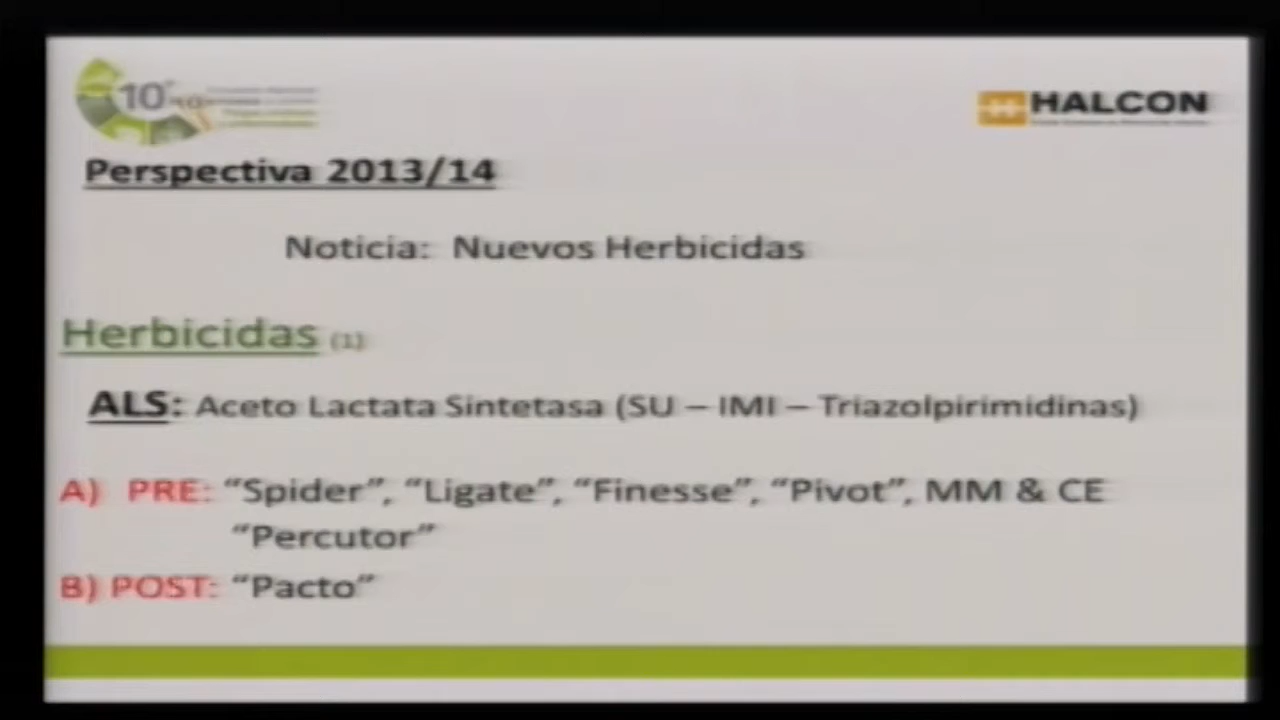 10°
HALCON
Perspectiva 2013/14
Noticia: Nuevos Herbicidas
Herbicidas (1)
ALS: Aceto Lactata Sintetasa (SU – IMI – Triazolpirimidinas)
A) PRE: “Spider”, “Ligate”, “Finesse”, “Pivot”, MM & CE
“Percutor”
B) POST: “Pacto”